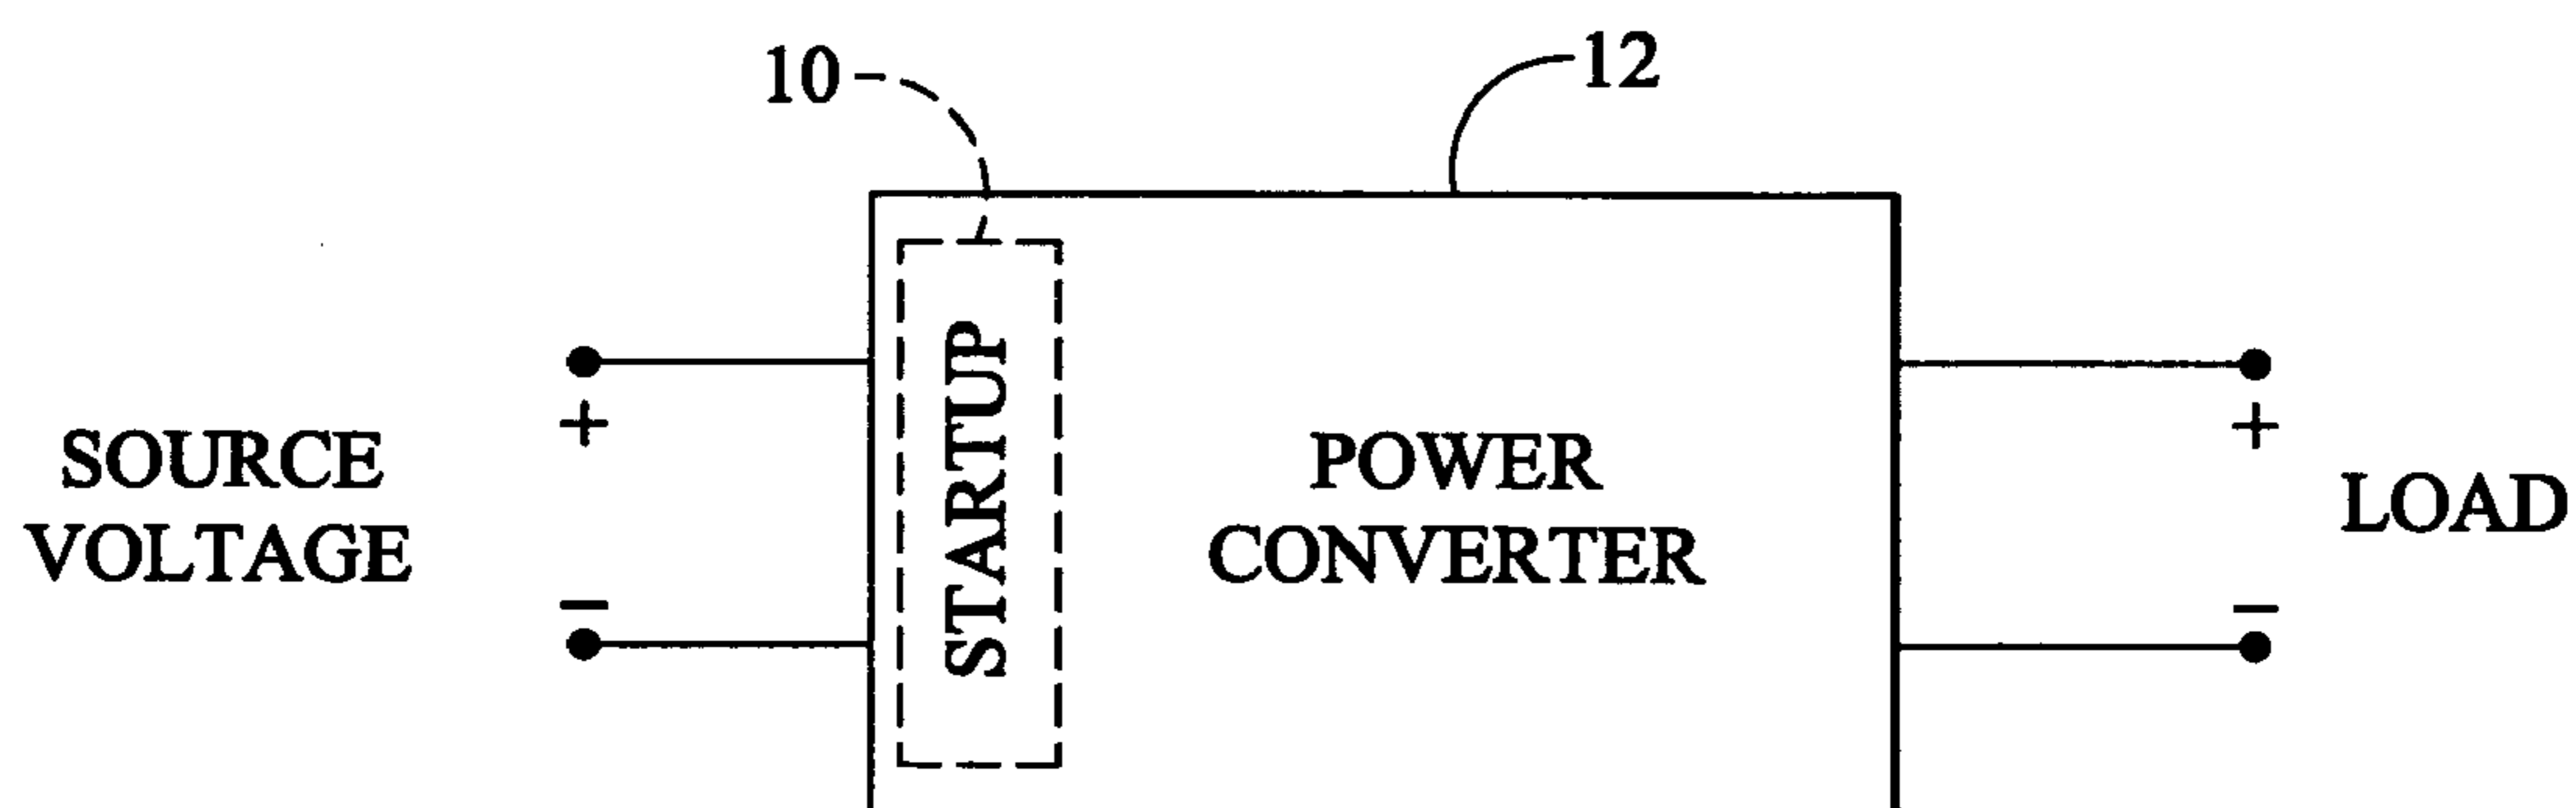 10
12
STARTUP
+
+
SOURCE
VOLTAGE
POWER
CONVERTER
LOAD
−
−